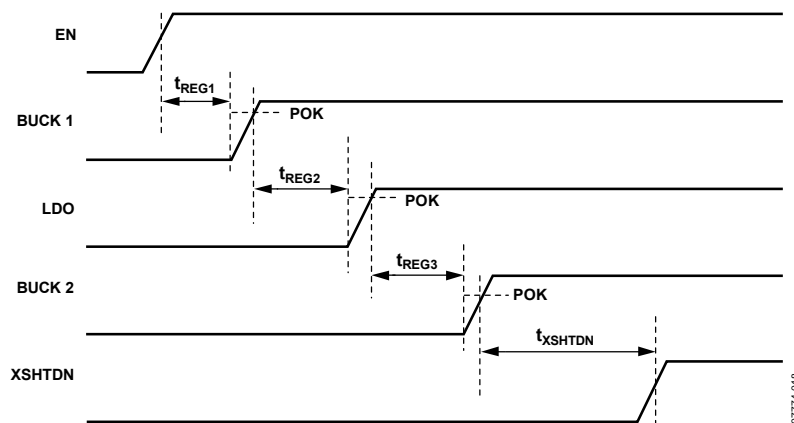 EN
tREG1
BUCK 1
POK
tREG2
LDO
POK
tREG3
BUCK 2
POK
tXSHTDN
XSHTDN